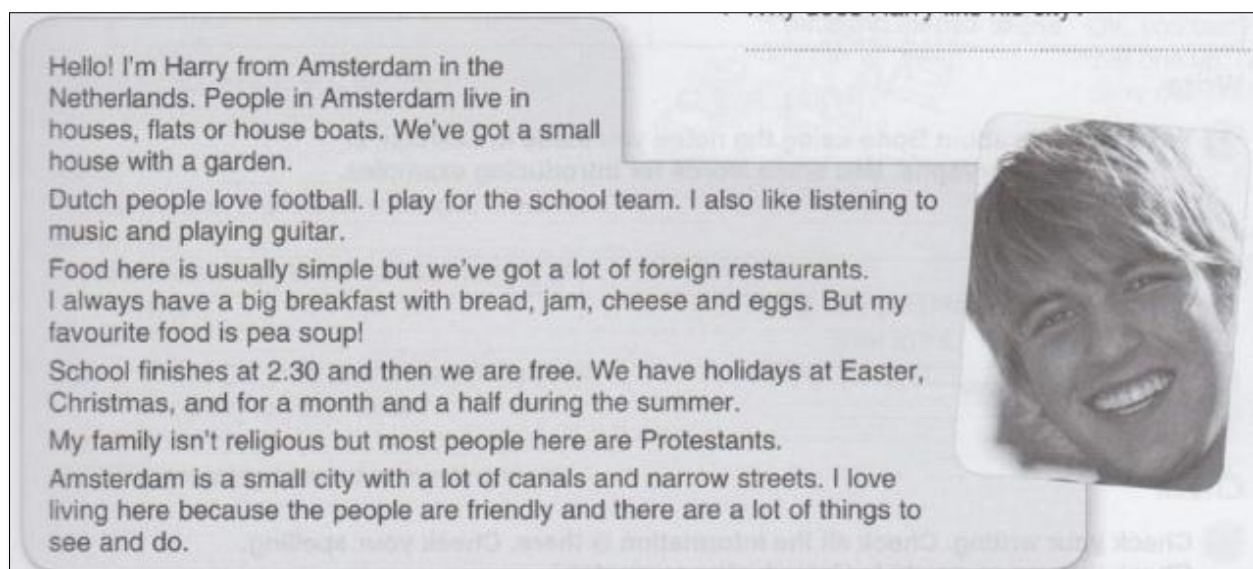 Why does Harry like his city?
Hello! I'm Harry from Amsterdam in the
Netherlands. People in Amsterdam live in
houses, flats or house boats. We've got a small
house with a garden.
Dutch people love football. I play for the school team. I also like listening to
music and playing guitar.
Food here is usually simple but we've got a lot of foreign restaurants.
I always have a big breakfast with bread, jam, cheese and eggs. But my
favourite food is pea soup!
School finishes at 2.30 and then we are free. We have holidays at Easter,
Christmas, and for a month and a half during the summer.
My family isn't religious but most people here are Protestants.
Amsterdam is a small city with a lot of canals and narrow streets. I love
living here because the people are friendly and there are a lot of things to
see and do.